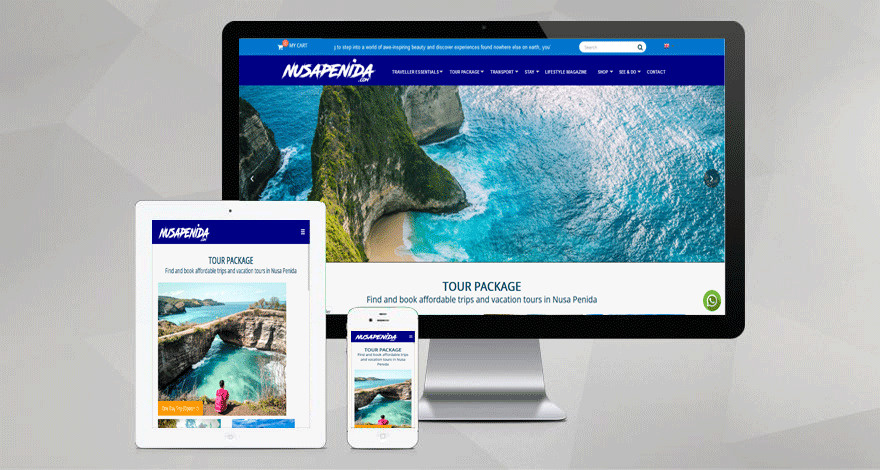 0 MY CART
) to step into a world of awe-inspiring beauty and discover experiences found nowhere else on earth, you'l
Search
NUSAPENIDA
.COM
TRAVELLER ESSENTIALS TOUR PACKAGE TRANSPORT STAY LIFESTYLE MAGAZINE SHOP SEE & DO CONTACT
TOUR PACKAGE
Find and book affordable trips and vacation tours in Nusa Penida
NUSAPENIDA
.COM
TOUR PACKAGE
Find and book affordable trips and vacation tours in Nusa Penida
One Day Trip (Option 1)
NUSAPENIDA
TOUR PACKAGE
Find and book affordable trips
and vacation tours in Nusa
Penida